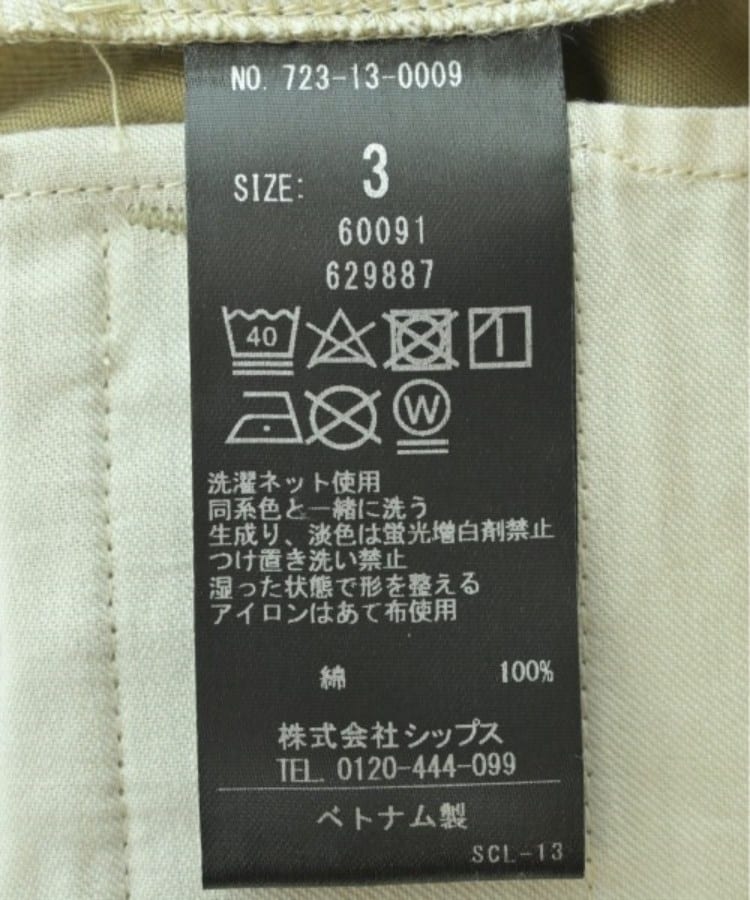 NO. 723-13-0009
SIZE: 3
60091
629887
40
W
洗濯ネット使用
同系色と一緒に洗う
生成り、淡色は蛍光増白剤禁止
つけ置き洗い禁止
湿った状態で形を整える
アイロンはあて布使用
綿 100%
株式会社シップス
TEL. 0120-444-099
ベトナム製
SCL-13